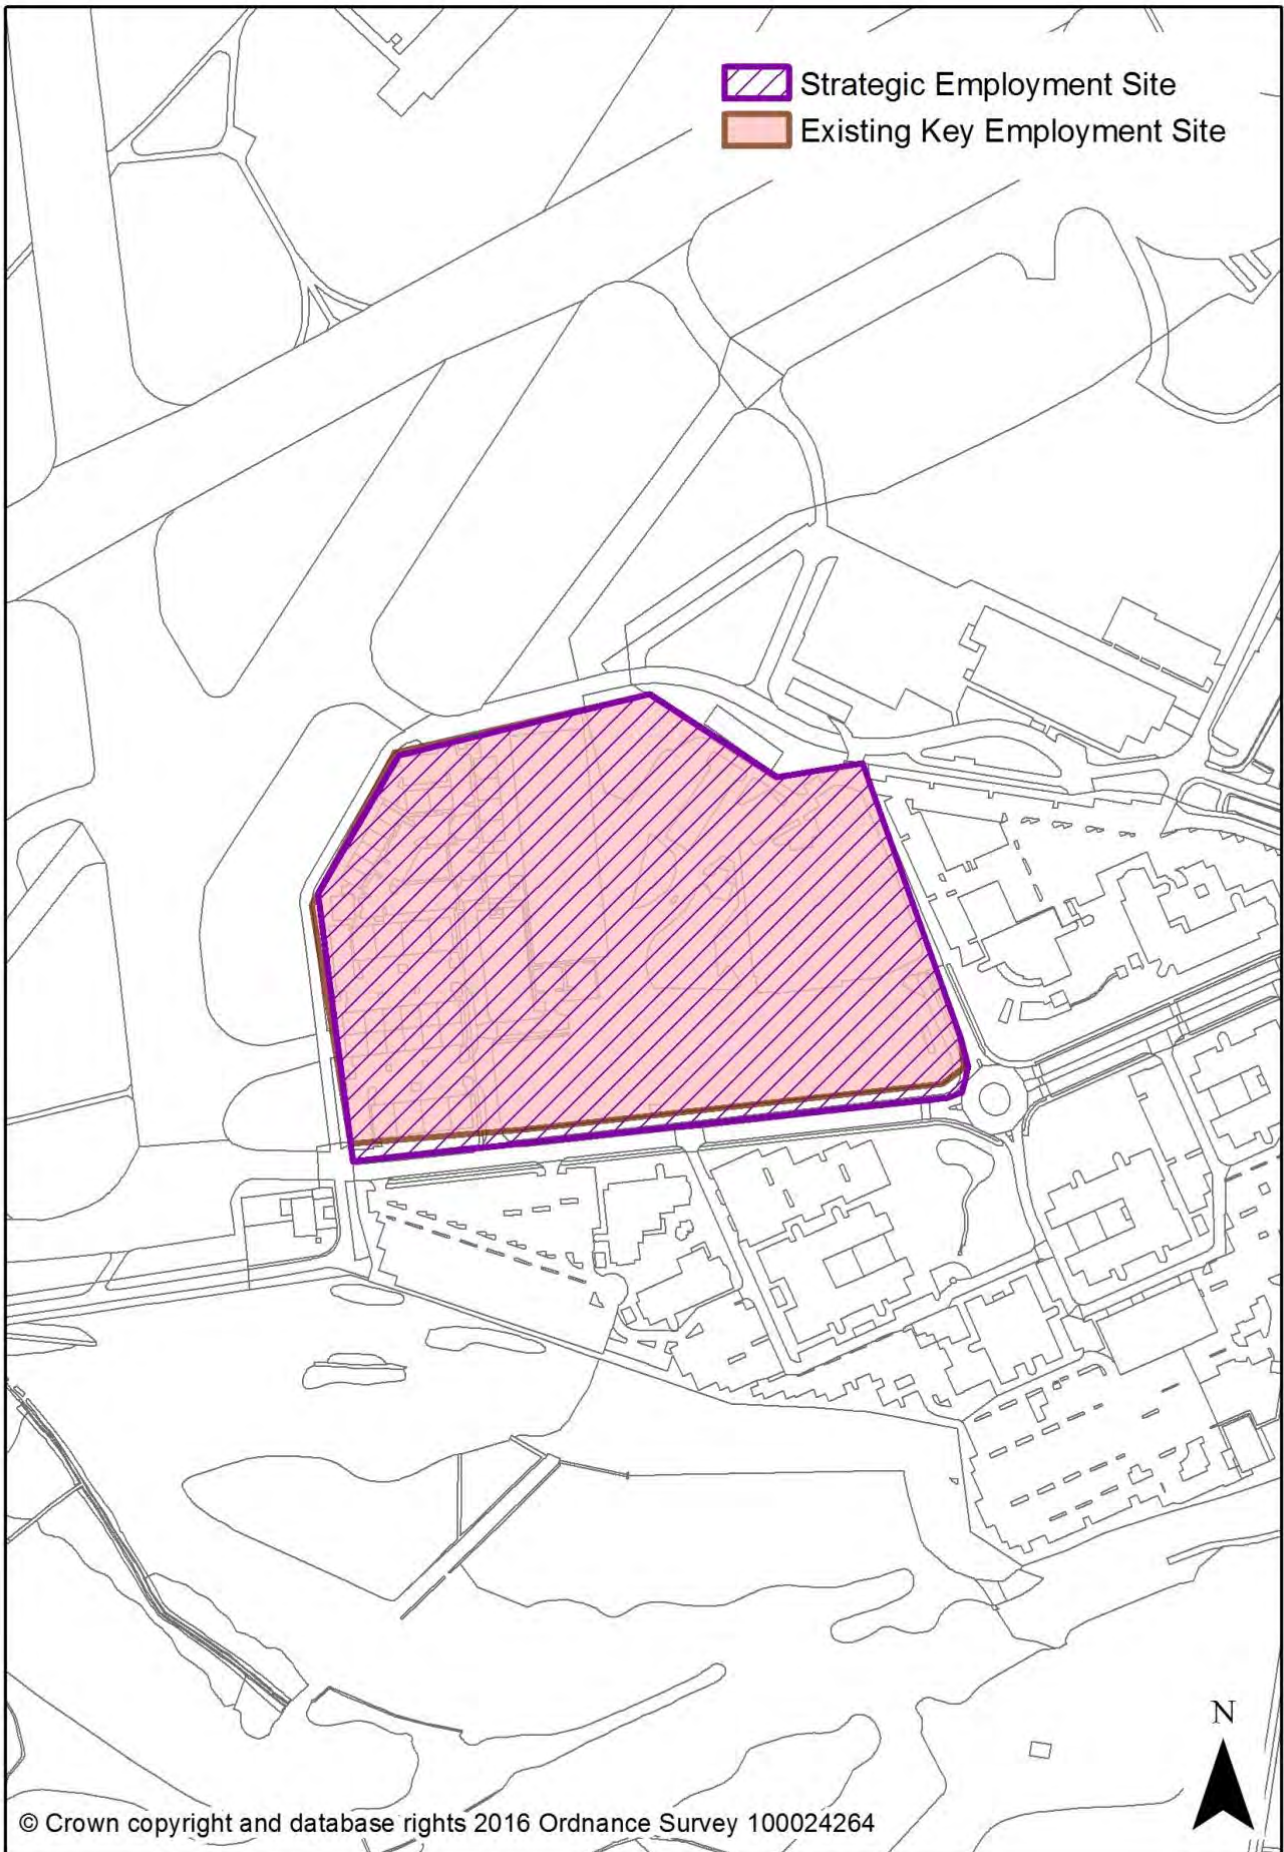 Strategic Employment Site
Existing Key Employment Site
N
© Crown copyright and database rights 2016 Ordnance Survey 100024264